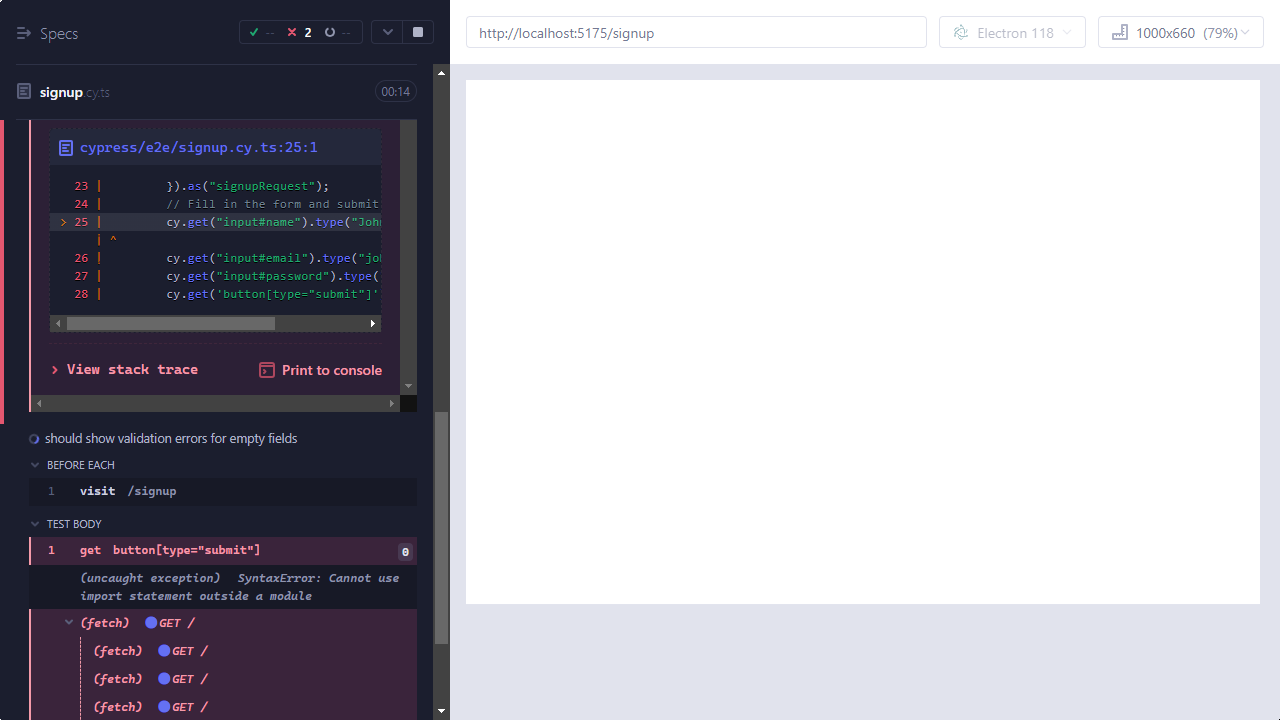 Specs
-- 2 --
signup.cy.ts
00:14
cypress/e2e/signup.cy.ts:25:1
23 | }).as("signupRequest");
24 | // Fill in the form and submit
> 25 | cy.get("input#name").type("John
| ^
26 | cy.get("input#email").type("joh
27 | cy.get("input#password").type(
28 | cy.get('button[type="submit"]'
View stack trace
Print to console
should show validation errors for empty fields
BEFORE EACH
1 visit /signup
TEST BODY
1 get button[type="submit"] 0
(uncaught exception) SyntaxError: Cannot use
import statement outside a module
(fetch) GET /
(fetch) GET /
(fetch) GET /
(fetch) GET /
http://localhost:5175/signup
Electron 118
1000x660 (79%)